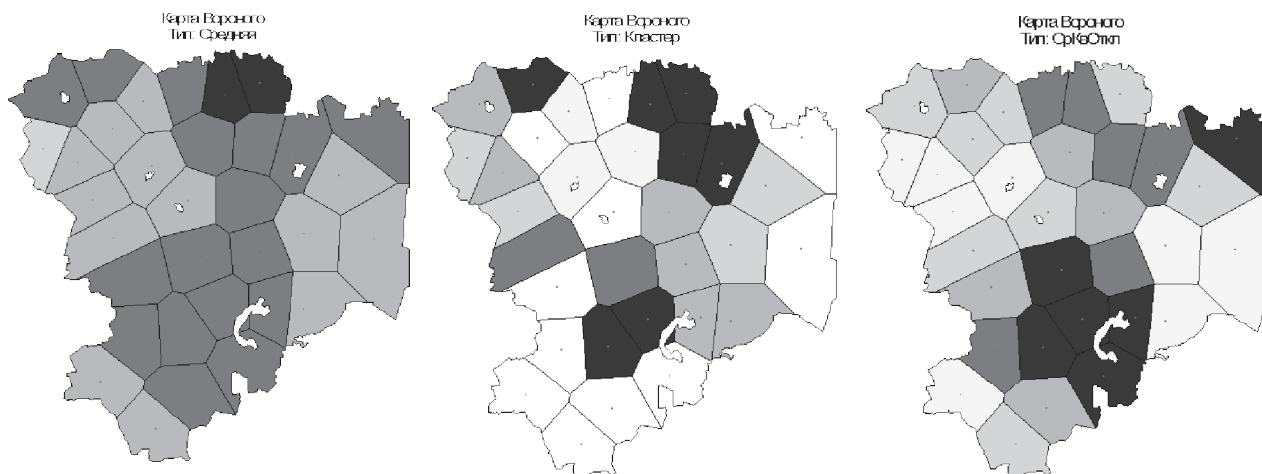 Карта Вороного
Тип: Средняя
Карта Вороного
Тип: Кластер
Карта Вороного
Тип: СрКвОткл